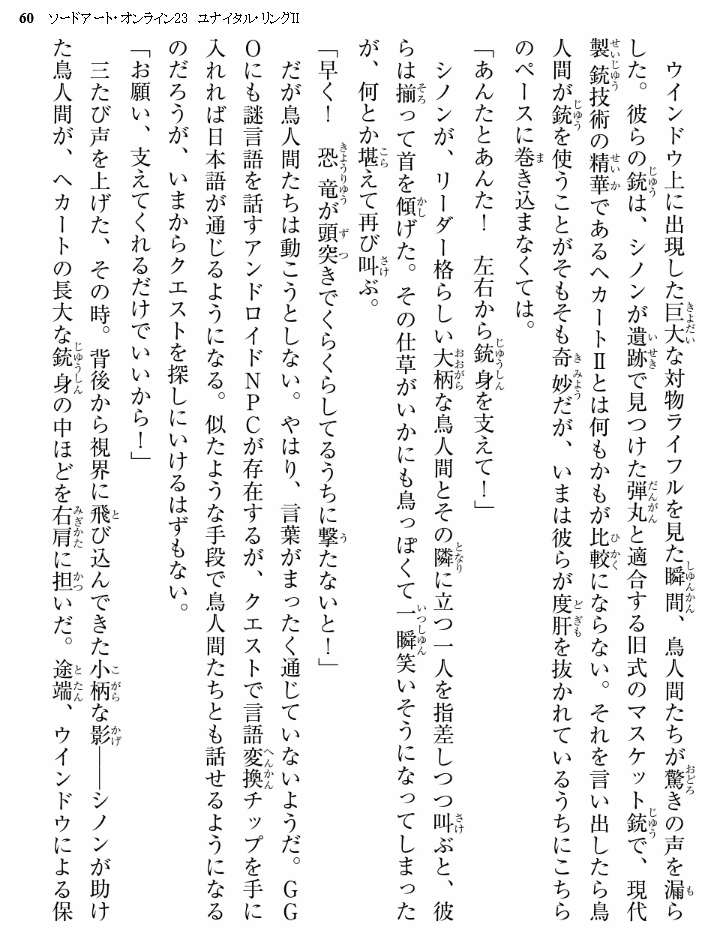 60 ソードアート・オンライン23 ユナイタル・リングⅡ
ウインドウ上に出現した巨大な対物ライフルを見た瞬間、鳥人間たちが驚きの声を漏ら
した。彼らの銃は、シノンが遺跡で見つけた弾丸と適合する旧式のマスケット銃で、現代
製銃技術の精華であるヘカートⅡとは何もかもが比較にならない。それを言い出したら鳥
人間が銃を使うことがそもそも奇妙だが、いまは彼らが度肝を抜かれているうちにこちら
のペースに巻き込まなくては。
「あんたとあんた！　左右から銃身を支えて！」
シノンが、リーダー格らしい大柄な鳥人間とその隣に立つ一人を指差しつつ叫ぶと、彼
らは揃って首を傾げた。その仕草がいかにも鳥っぽくて一瞬笑いそうになってしまった
が、何とか堪えて再び叫ぶ。
「早く！　恐竜が頭突きでくらくらしてるうちに撃たないと！」
だが鳥人間たちは動こうとしない。やはり、言葉がまったく通じていないようだ。ＧＧ
Ｏにも謎言語を話すアンドロイドＮＰＣが存在するが、クエストで言語変換チップを手に
入れれば日本語が通じるようになる。似たような手段で鳥人間たちとも話せるようになる
のだろうが、いまからクエストを探しにいけるはずもない。
「お願い、支えてくれるだけでいいから！」
三たび声を上げた、その時。背後から視界に飛び込んできた小柄な影――シノンが助け
た鳥人間が、ヘカートの長大な銃身の中ほどを右肩に担いだ。途端、ウインドウによる保